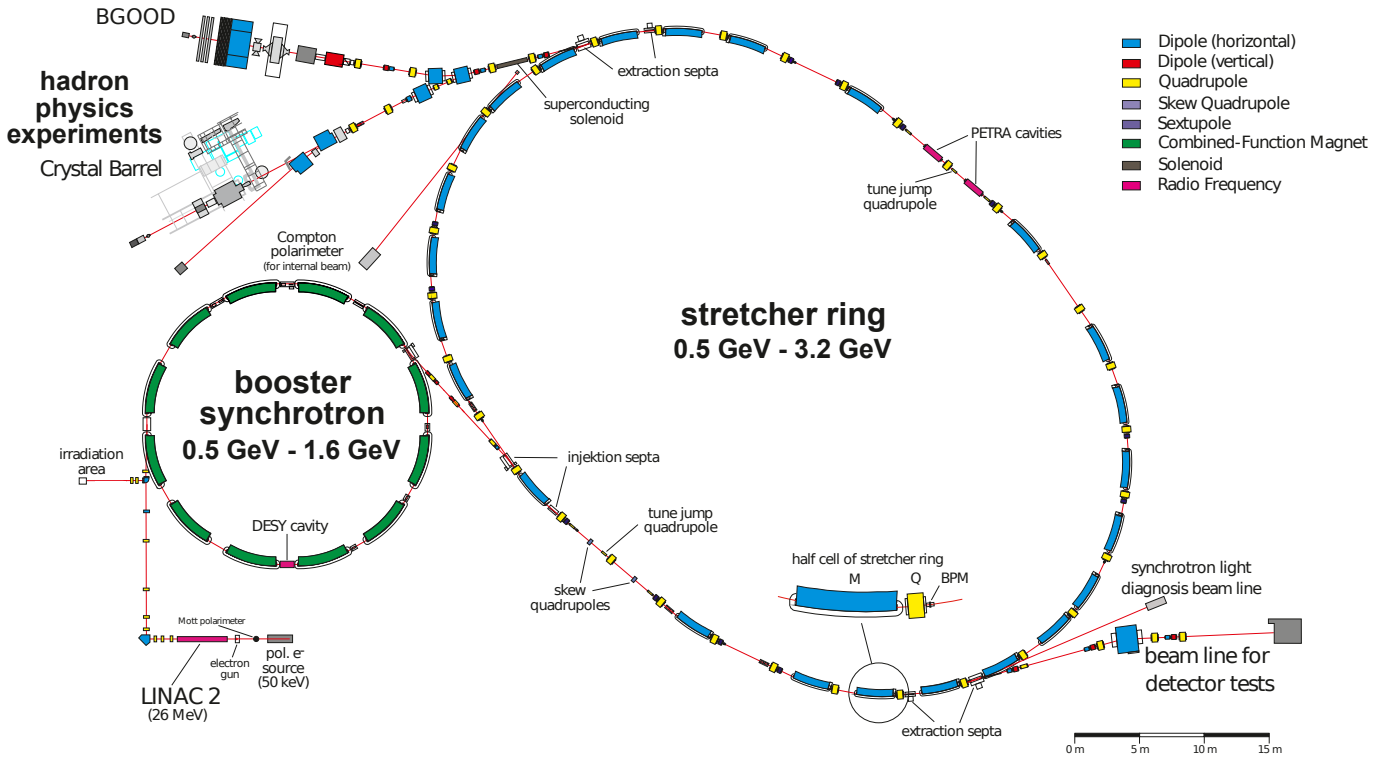 BGOOD
hadron
physics
experiments
Crystal Barrel
extraction septa
superconducting
solenoid
Compton
polarimeter
(for internal beam)
PETRA cavities
tune jump
quadrupole
Dipole (horizontal)
Dipole (vertical)
Quadrupole
Skew Quadrupole
Sextupole
Combined-Function Magnet
Solenoid
Radio Frequency
stretcher ring
0.5 GeV - 3.2 GeV
booster
synchrotron
0.5 GeV - 1.6 GeV
irradiation
area
DESY cavity
injektion septa
tune jump
quadrupole
skew
quadrupoles
half cell of stretcher ring
M Q BPM
synchrotron light
diagnosis beam line
beam line for
detector tests
extraction septa
Mott polarimeter
electron
gun
pol. e-
source
(50 keV)
LINAC 2
(26 MeV)
0 m 5 m 10 m 15 m